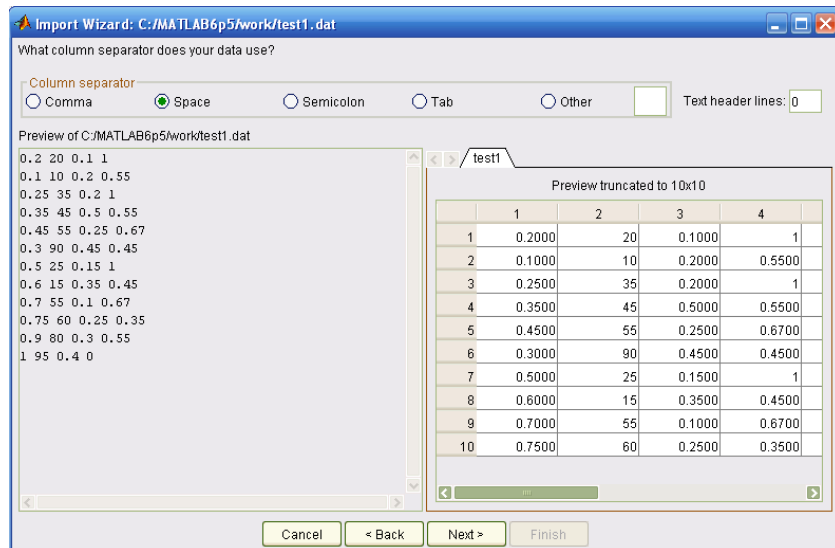 Import Wizard: C:/MATLAB6p5/work/test1.dat
What column separator does your data use?
Column separator
Comma Space Semicolon Tab Other Text header lines: 0
Preview of C:/MATLAB6p5/work/test1.dat
0.2 20 0.1 1
0.1 10 0.2 0.55
0.25 35 0.2 1
0.35 45 0.5 0.55
0.45 55 0.25 0.67
0.3 90 0.45 0.45
0.5 25 0.15 1
0.6 15 0.35 0.45
0.7 55 0.1 0.67
0.75 60 0.25 0.35
0.9 80 0.3 0.55
1 95 0.4 0
test1
Preview truncated to 10x10
1 2 3 4
1 0.2000 20 0.1000 1
2 0.1000 10 0.2000 0.5500
3 0.2500 35 0.2000 1
4 0.3500 45 0.5000 0.5500
5 0.4500 55 0.2500 0.6700
6 0.3000 90 0.4500 0.4500
7 0.5000 25 0.1500 1
8 0.6000 15 0.3500 0.4500
9 0.7000 55 0.1000 0.6700
10 0.7500 60 0.2500 0.3500
Cancel < Back Next > Finish